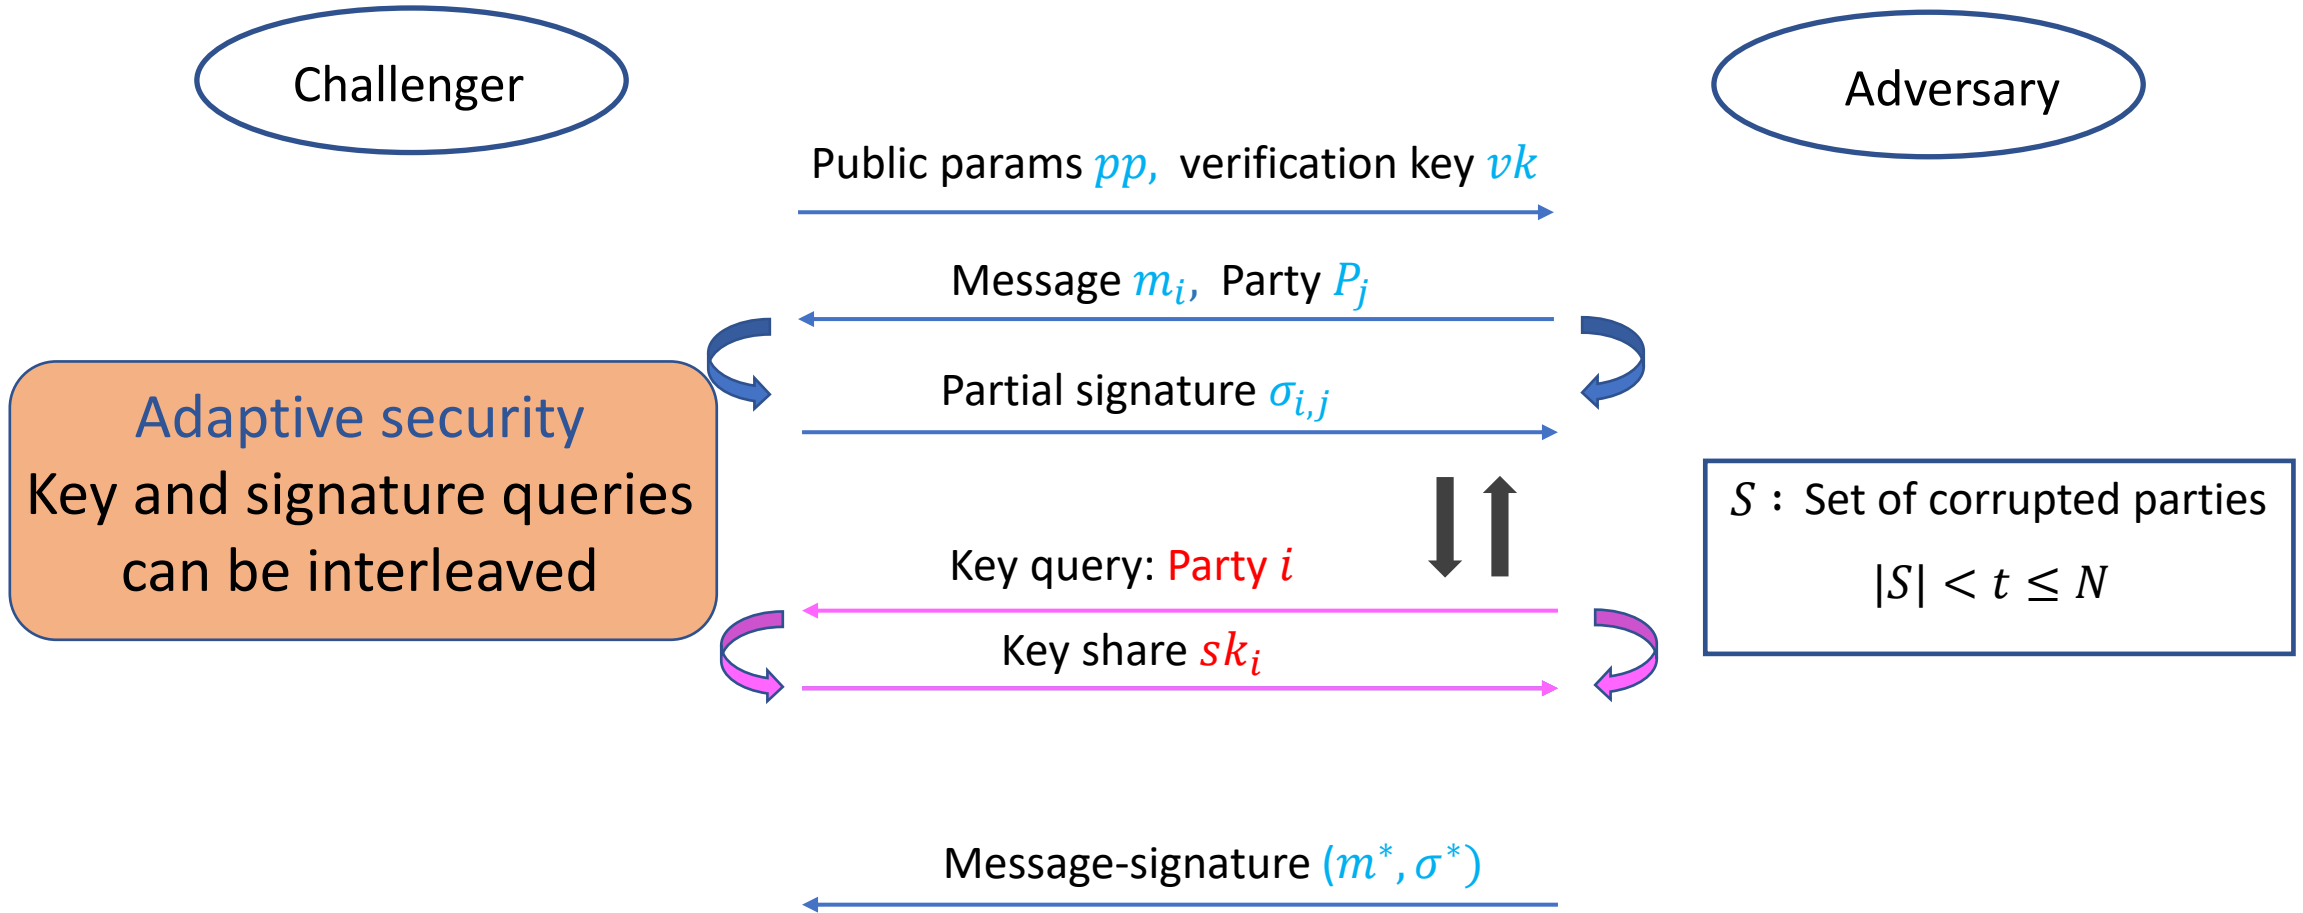 Challenger
Adversary
Public params pp, verification key vk
Message m_i, Party P_j
Partial signature σ_{i,j}
Adaptive security
Key and signature queries
can be interleaved
S : Set of corrupted parties
|S| < t ≤ N
Key query: Party i
Key share sk_i
Message-signature (m*, σ*)